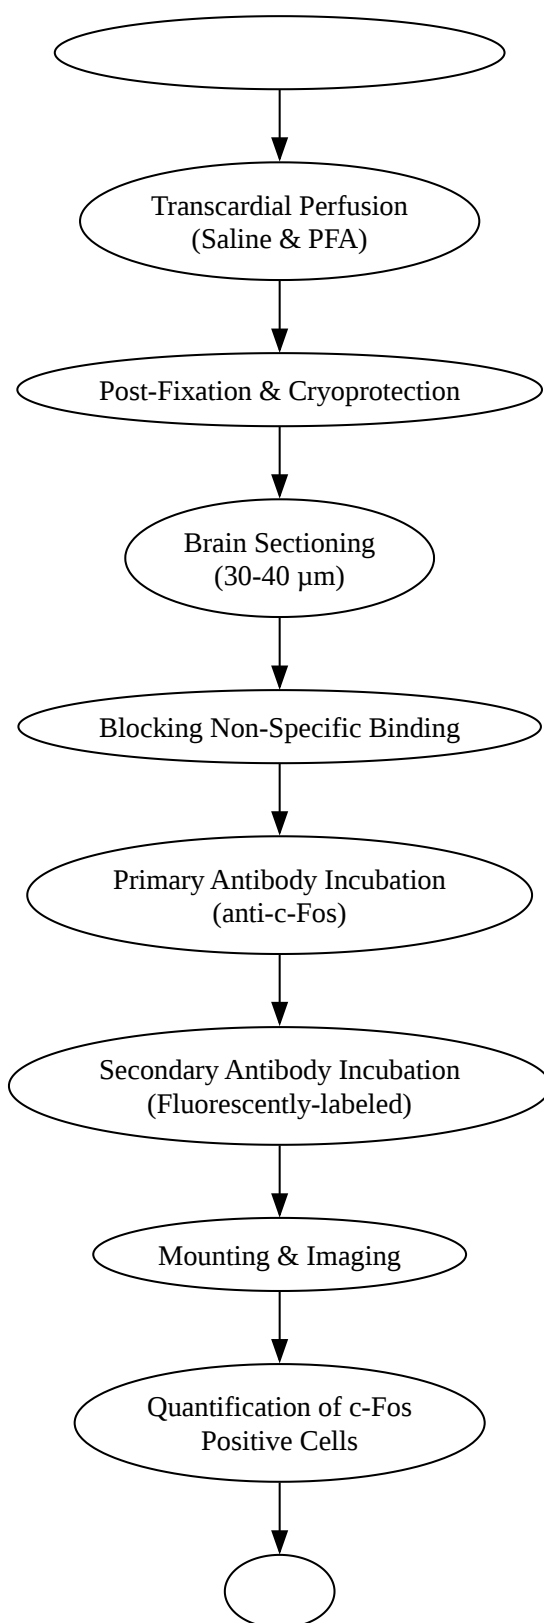 Transcardial Perfusion
(Saline & PFA)
Post-Fixation & Cryoprotection
Brain Sectioning
(30-40 µm)
Blocking Non-Specific Binding
Primary Antibody Incubation
(anti-c-Fos)
Secondary Antibody Incubation
(Fluorescently-labeled)
Mounting & Imaging
Quantification of c-Fos
Positive Cells